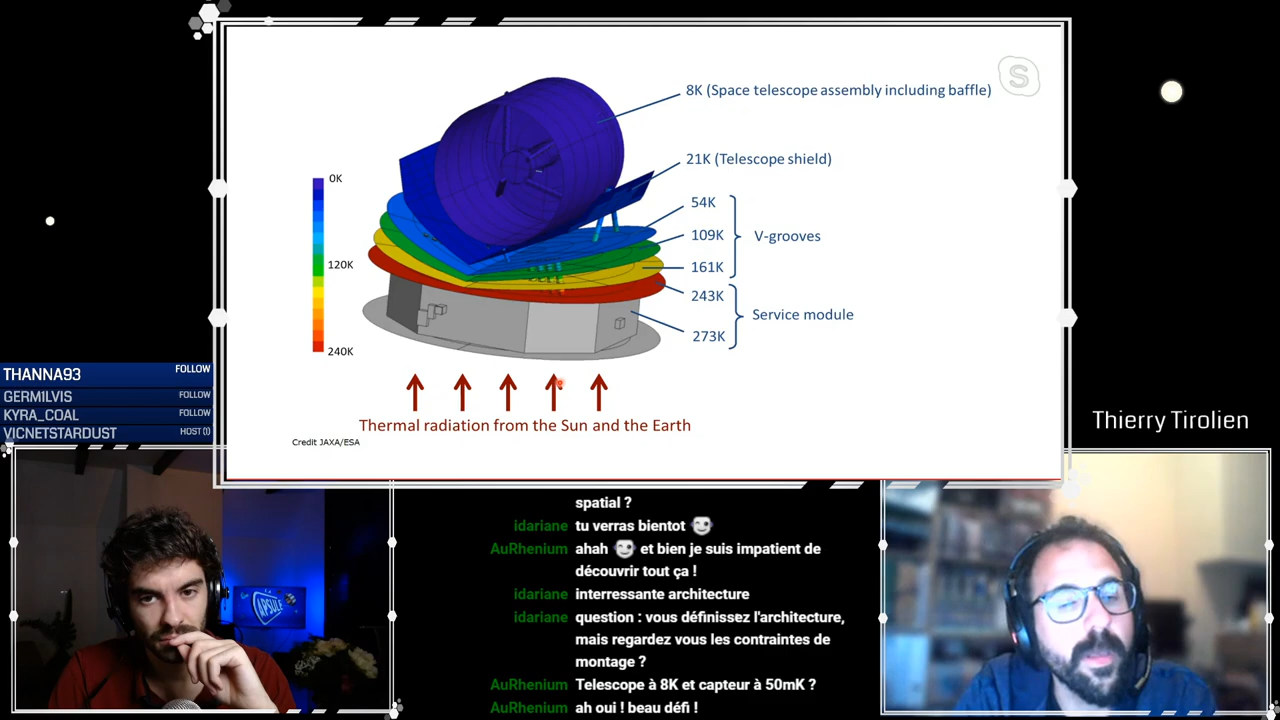 S
8K (Space telescope assembly including baffle)
21K (Telescope shield)
0K
54K
109K
V-grooves
120K
161K
243K
Service module
273K
240K
Thermal radiation from the Sun and the Earth
Credit JAXA/ESA
THANNA93 FOLLOW
GERM1LVIS FOLLOW
KYRA_COAL FOLLOW
VICNETSTARDUST HOST (1)
Thierry Tirolien
APSULE
spatial ?
idariane tu verras bientot
AuRhenium ahah et bien je suis impatient de
découvrir tout ça !
idariane interressante architecture
idariane question : vous définissez l'architecture,
mais regardez vous les contraintes de
montage ?
AuRhenium Telescope à 8K et capteur à 50mK ?
AuRhenium ah oui ! beau défi !